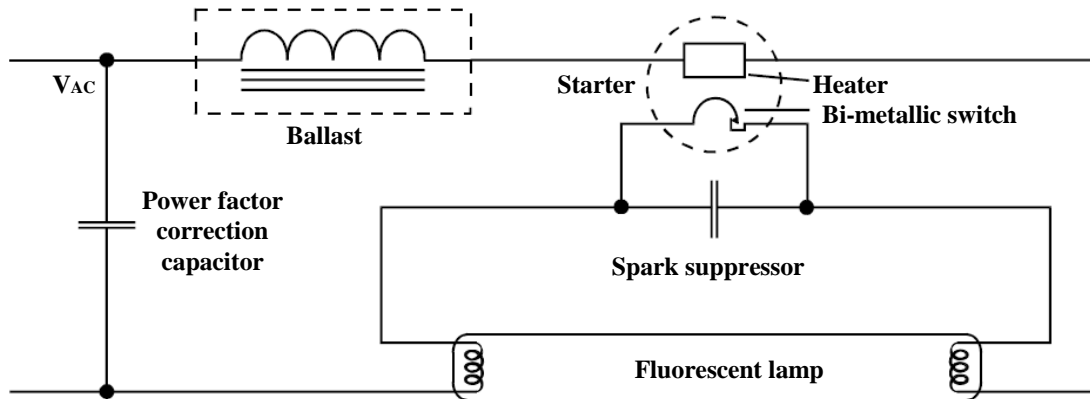 Starter
Heater
VAC
Bi-metallic switch
Ballast
Power factor
correction
capacitor
Spark suppressor
Fluorescent lamp